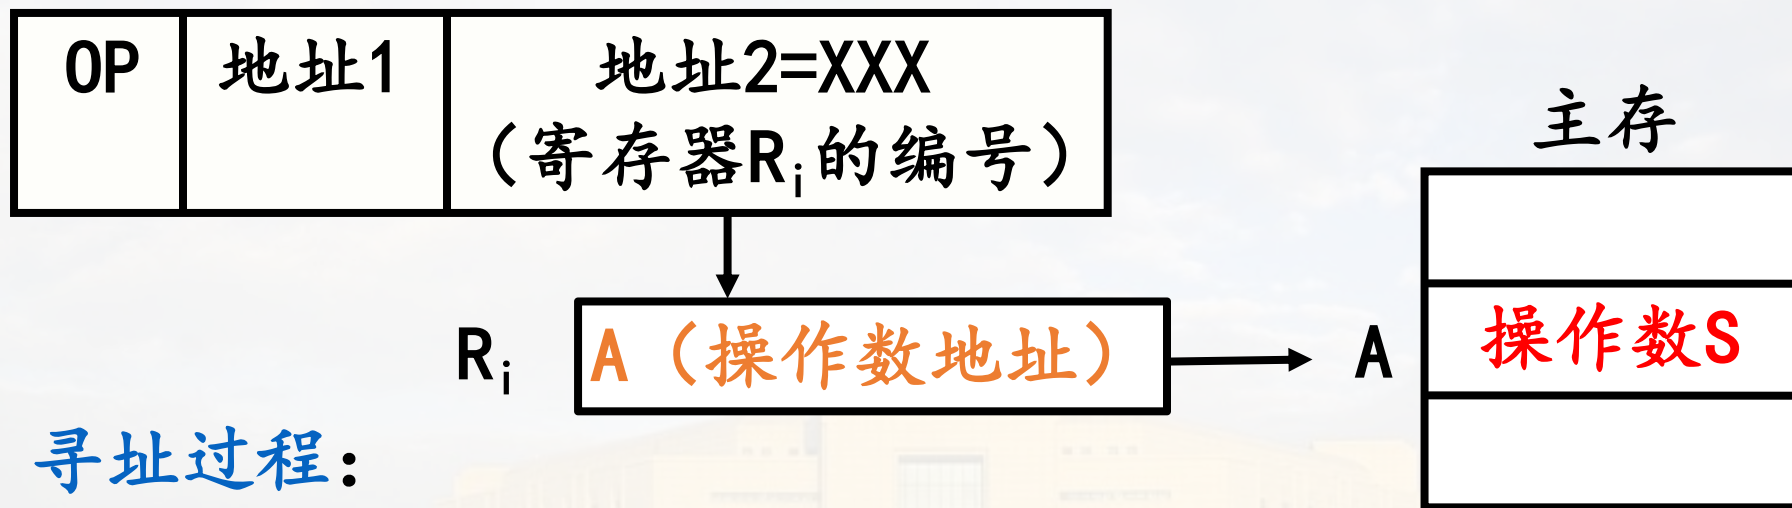 OP 地址1 地址2=XXX
（寄存器Ri的编号）
主存
Ri A（操作数地址） A 操作数S
寻址过程：